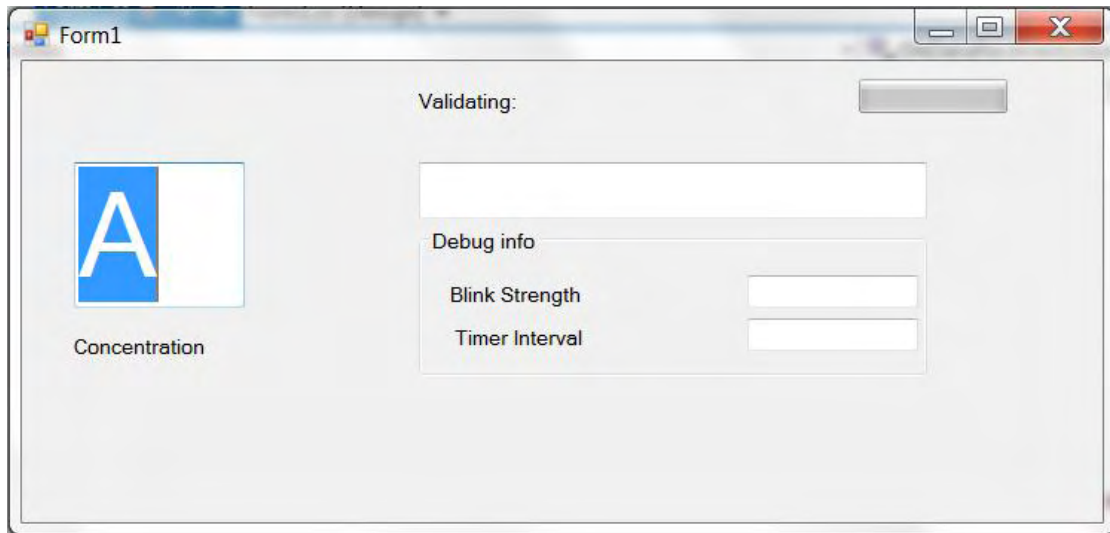 Form1
Validating:
A
Debug info
Blink Strength
Timer Interval
Concentration